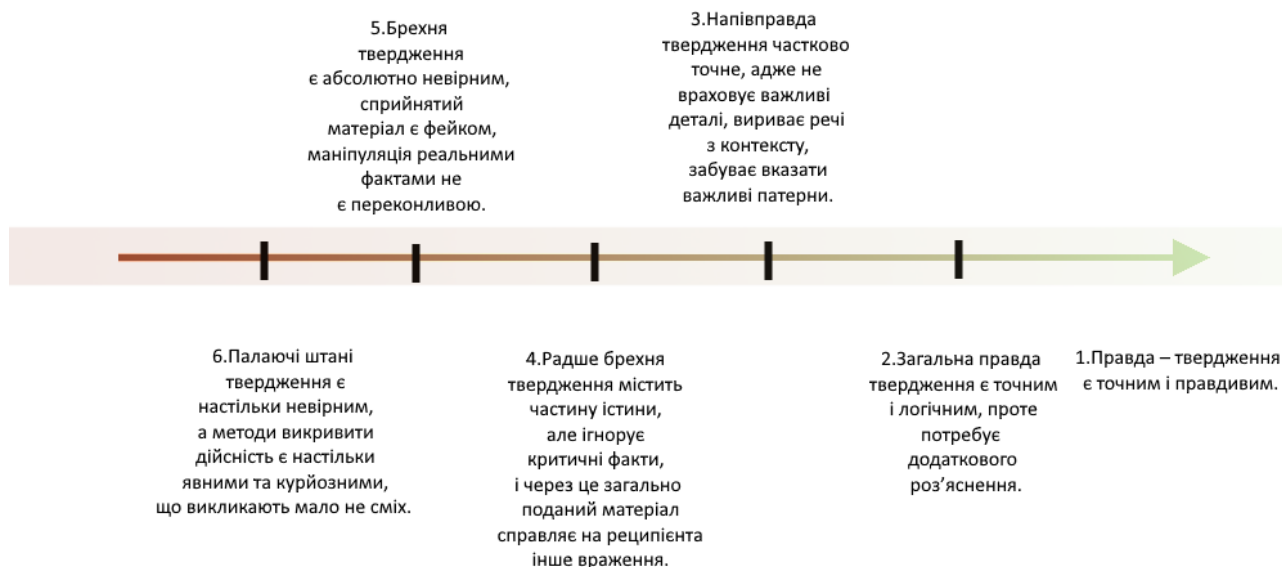 5.Брехня
твердження
є абсолютно невірним,
сприйнятий
матеріал є фейком,
маніпуляція реальними
фактами не
є переконливою.
3.Напівправда
твердження частково
точне, адже не
враховує важливі
деталі, вириває речі
з контексту,
забуває вказати
важливі патерни.
6.Палаючі штані
твердження є
настільки невірним,
а методи викривити
дійсність є настільки
явними та курйозними,
що викликають мало не сміх.
4.Радше брехня
твердження містить
частину істини,
але ігнорує
критичні факти,
і через це загально
поданий матеріал
справляє на реципієнта
інше враження.
2.Загальна правда
твердження є точним
і логічним, проте
потребує
додаткового
роз’яснення.
1.Правда – твердження
є точним і правдивим.